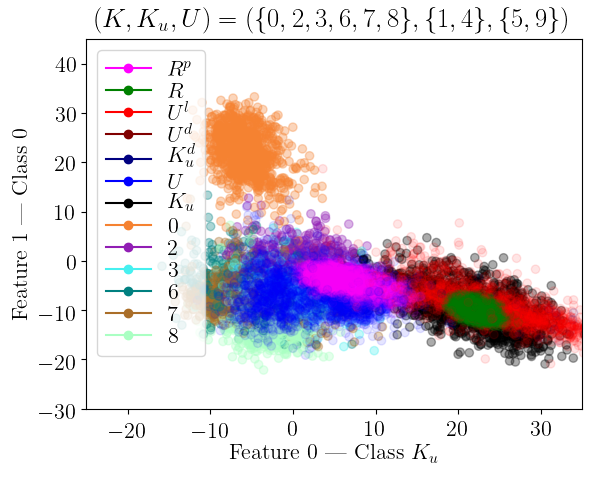 (K, K_u, U) = ({0, 2, 3, 6, 7, 8}, {1, 4}, {5, 9})
R^p
R
U^l
U^d
K_u^d
U
K_u
0
2
3
6
7
8
40
30
20
10
0
−10
−20
−30
Feature 1 — Class 0
−20 −10 0 10 20 30
Feature 0 — Class K_u